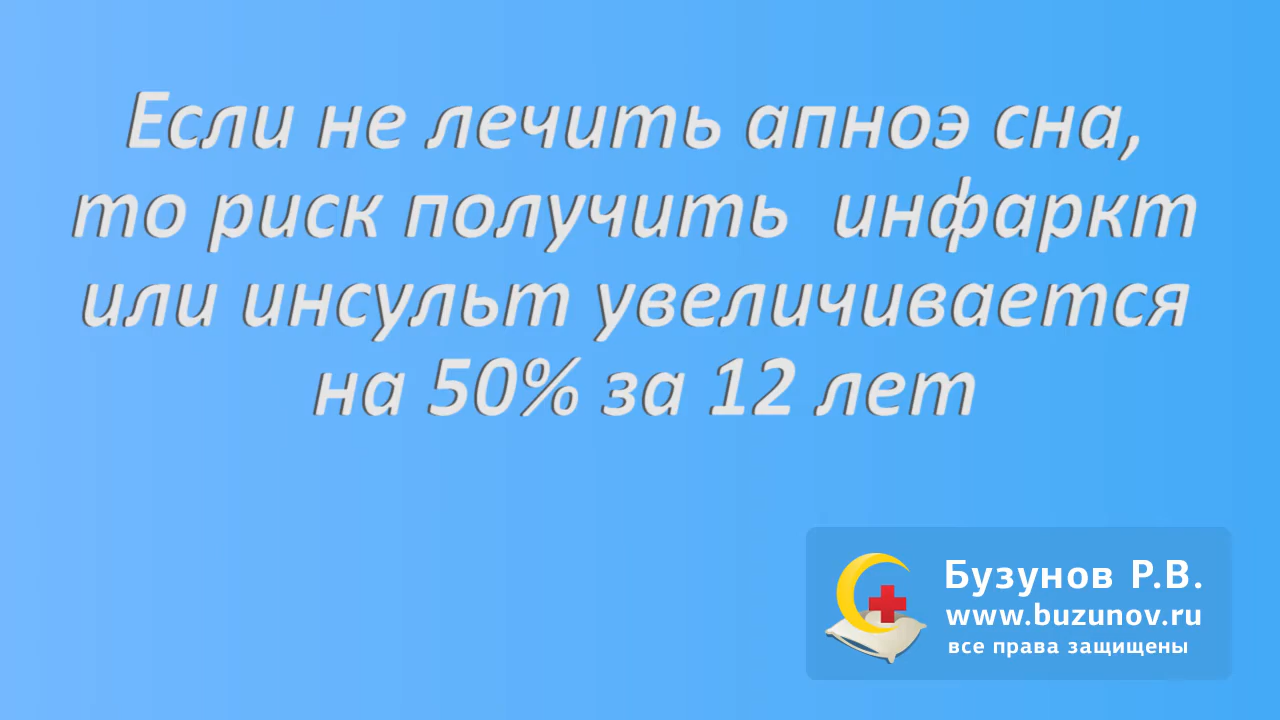 Если не лечить апноэ сна,
то риск получить инфаркт
или инсульт увеличивается
на 50% за 12 лет
Бузунов Р.В.
www.buzunov.ru
все права защищены